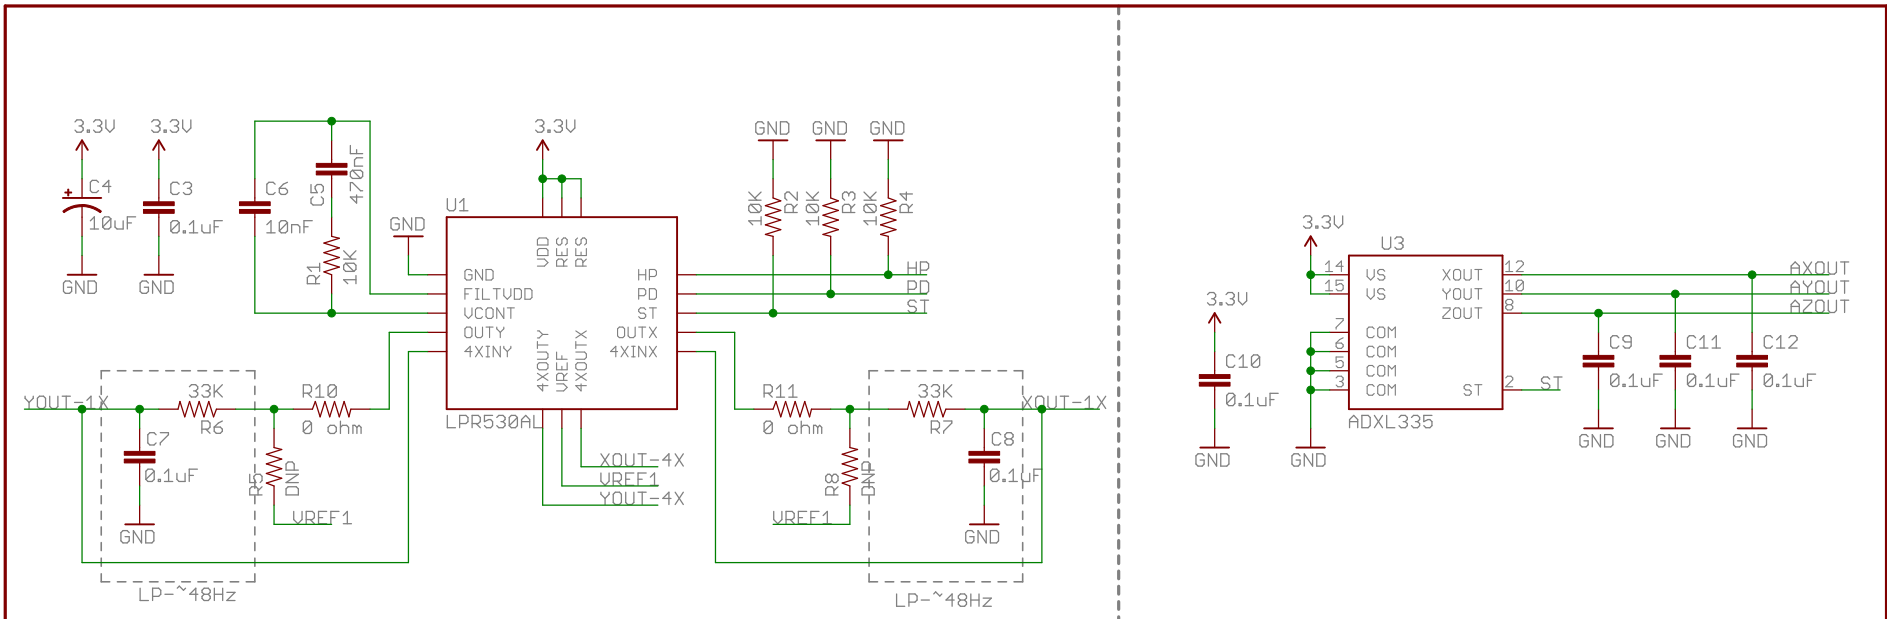 3.3V
3.3V
C4
10uF
GND
C3
0.1uF
GND
C6
10nF
C5
470nF
R1
10K
GND
3.3V
U1
VDD
RES
RES
GND
FILTVDD
VCONT
OUTY
4XINY
4XOUTY
VREF
4XOUTX
HP
PD
ST
OUTX
4XINX
LPR530AL
GND
GND
GND
10K
R2
10K
R3
10K
R4
HP
PD
ST
YOUT-1X
33K
R6
C7
0.1uF
GND
LP-~48Hz
R10
0 ohm
R5
DNP
VREF1
XOUT-4X
VREF1
YOUT-4X
R11
0 ohm
R8
DNP
VREF1
33K
R7
C8
0.1uF
GND
XOUT-1X
LP-~48Hz
3.3V
C10
0.1uF
GND
3.3V
U3
14
15
7
6
5
3
VS
VS
COM
COM
COM
COM
XOUT
YOUT
ZOUT
ST
12
10
8
2
ADXL335
GND
AXOUT
AYOUT
AZOUT
ST
C9
0.1uF
GND
C11
0.1uF
GND
C12
0.1uF
GND